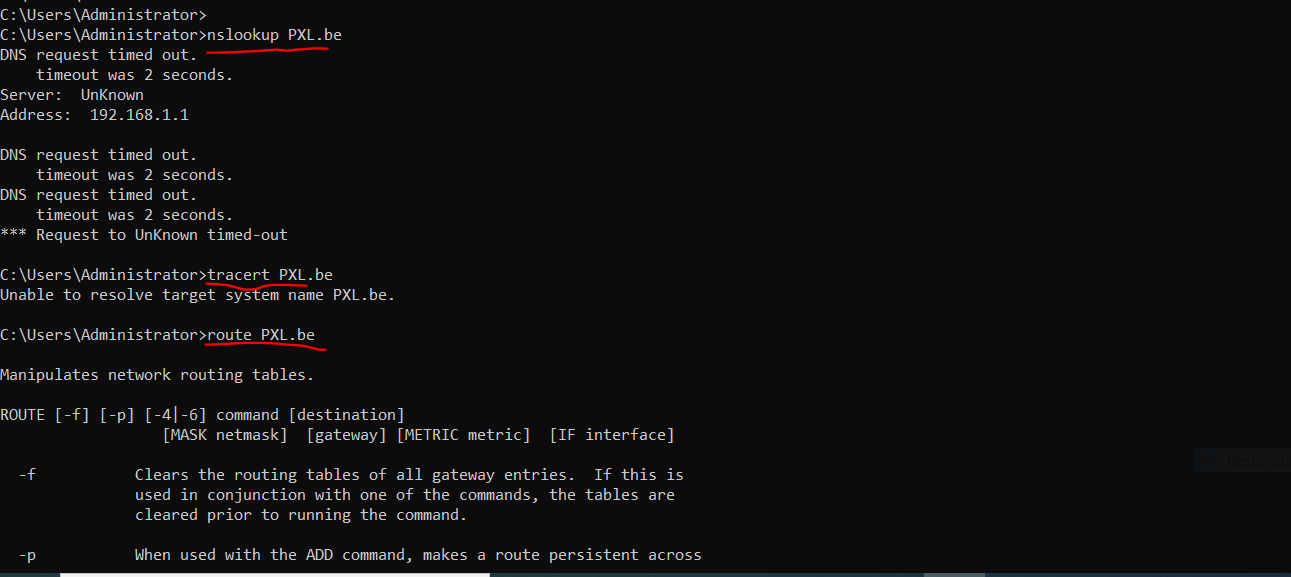 C:\Users\Administrator>
C:\Users\Administrator>nslookup PXL.be
DNS request timed out.
    timeout was 2 seconds.
Server:  UnKnown
Address:  192.168.1.1
DNS request timed out.
    timeout was 2 seconds.
DNS request timed out.
    timeout was 2 seconds.
*** Request to UnKnown timed-out
C:\Users\Administrator>tracert PXL.be
Unable to resolve target system name PXL.be.
C:\Users\Administrator>route PXL.be
Manipulates network routing tables.
ROUTE [-f] [-p] [-4|-6] command [destination]
                  [MASK netmask]  [gateway] [METRIC metric]  [IF interface]
  -f           Clears the routing tables of all gateway entries.  If this is
               used in conjunction with one of the commands, the tables are
               cleared prior to running the command.
  -p           When used with the ADD command, makes a route persistent across